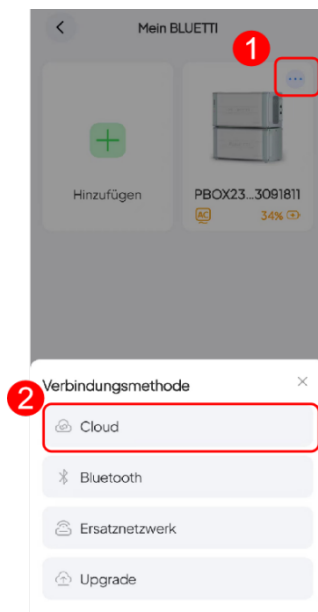 Mein BLUETTI
1
Hinzufügen
PBOX23...3091811
AC
34%
Verbindungsmethode
2
Cloud
Bluetooth
Ersatznetzwerk
Upgrade